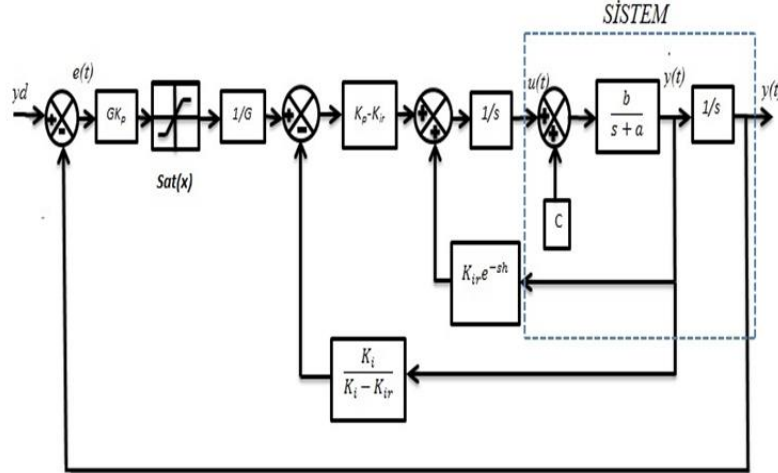 SİSTEM
yd
e(t)
GKp
Sat(x)
1/G
Kp-Kir
1/s
u(t)
C
b
s + a
y(t)
1/s
y(t
Kir e^-sh
Ki
Ki − Kir